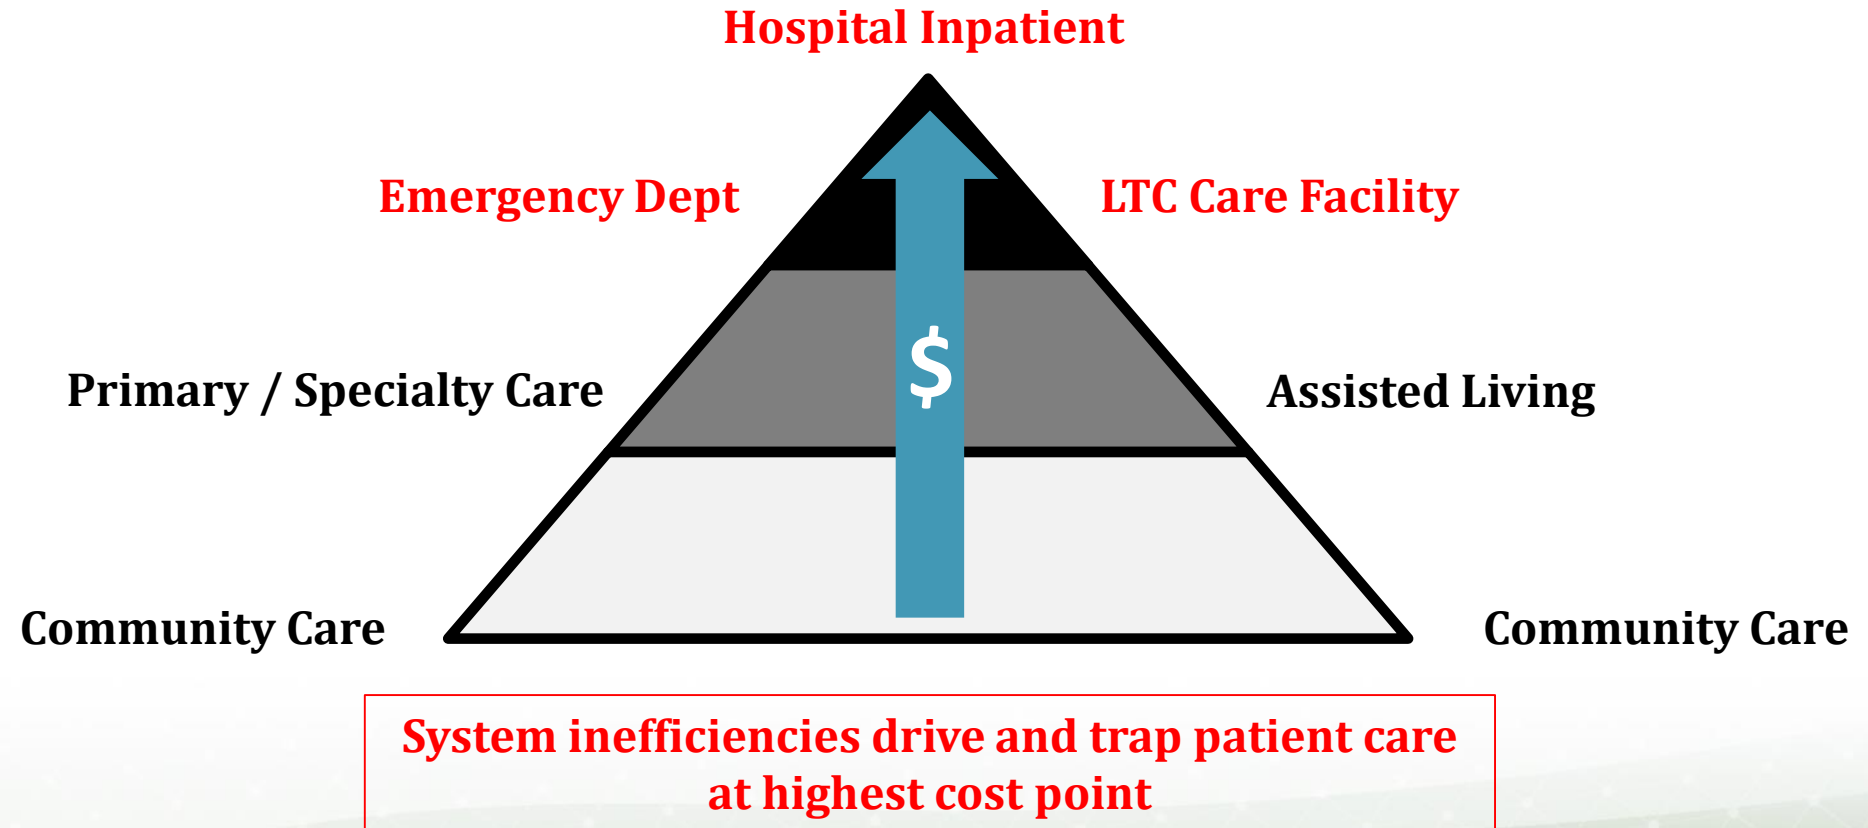 Hospital Inpatient
Emergency Dept
LTC Care Facility
$
Primary / Specialty Care
Assisted Living
Community Care
Community Care
System inefficiencies drive and trap patient care
at highest cost point